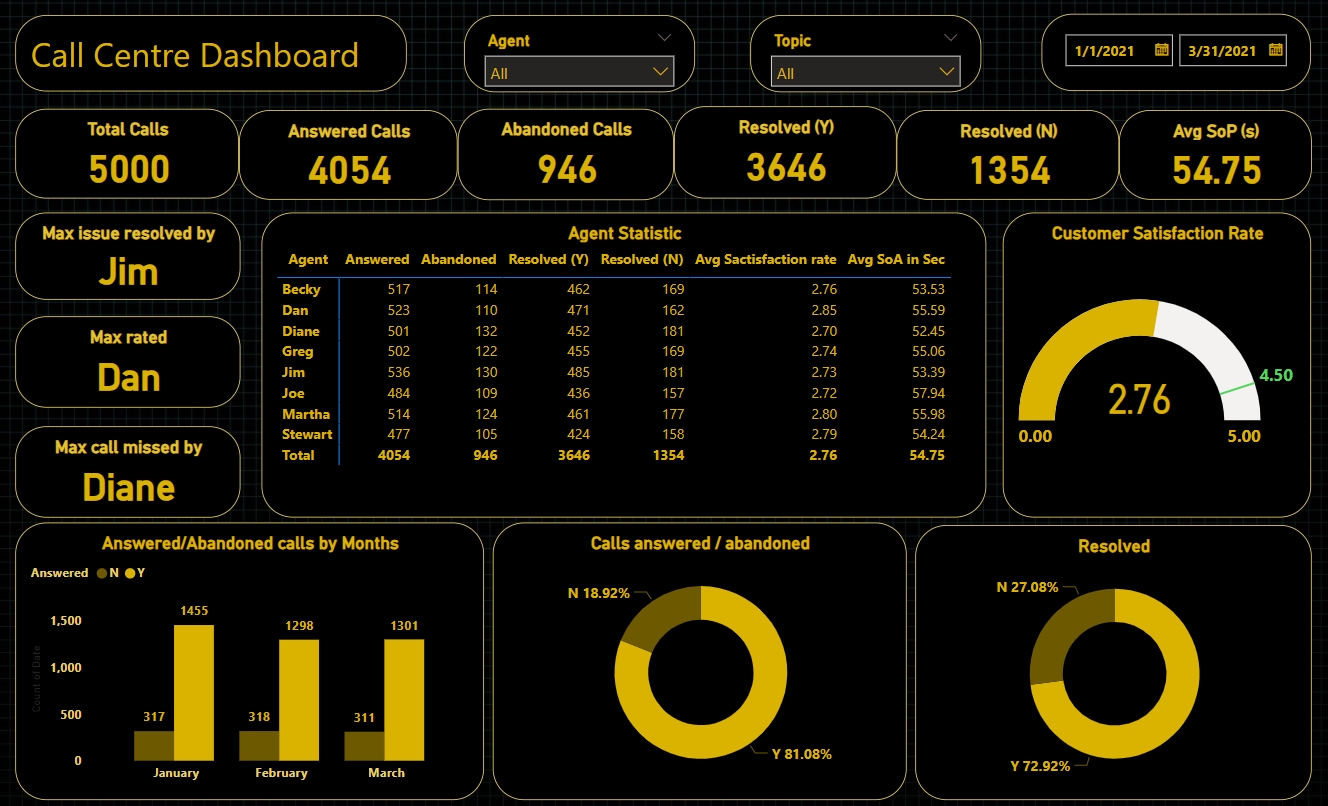 Call Centre Dashboard
Agent
All
Topic
All
1/1/2021 3/31/2021
Total Calls
5000
Answered Calls
4054
Abandoned Calls
946
Resolved (Y)
3646
Resolved (N)
1354
Avg SoP (s)
54.75
Max issue resolved by
Jim
Max rated
Dan
Max call missed by
Diane
Agent Statistic
Agent Answered Abandoned Resolved (Y) Resolved (N) Avg Sactisfaction rate Avg SoA in Sec
Becky 517 114 462 169 2.76 53.53
Dan 523 110 471 162 2.85 55.59
Diane 501 132 452 181 2.70 52.45
Greg 502 122 455 169 2.74 55.06
Jim 536 130 485 181 2.73 53.39
Joe 484 109 436 157 2.72 57.94
Martha 514 124 461 177 2.80 55.98
Stewart 477 105 424 158 2.79 54.24
Total 4054 946 3646 1354 2.76 54.75
Customer Satisfaction Rate
4.50
2.76
0.00 5.00
Answered/Abandoned calls by Months
Answered N Y
Count of Date
1,500
1,000
500
0
1455
1298
1301
317
318
311
January February March
Calls answered / abandoned
N 18.92%
Y 81.08%
Resolved
N 27.08%
Y 72.92%